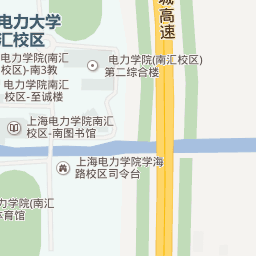 电力大学
汇校区
城高速
电力学院(南汇
校区)-南3教
电力学院(南汇校区)
第二综合楼
电力学院南汇
校区-至诚楼
上海电力学院南汇
校区-南图书馆
上海电力学院学海
路校区司令台
力学院(南汇
体育馆